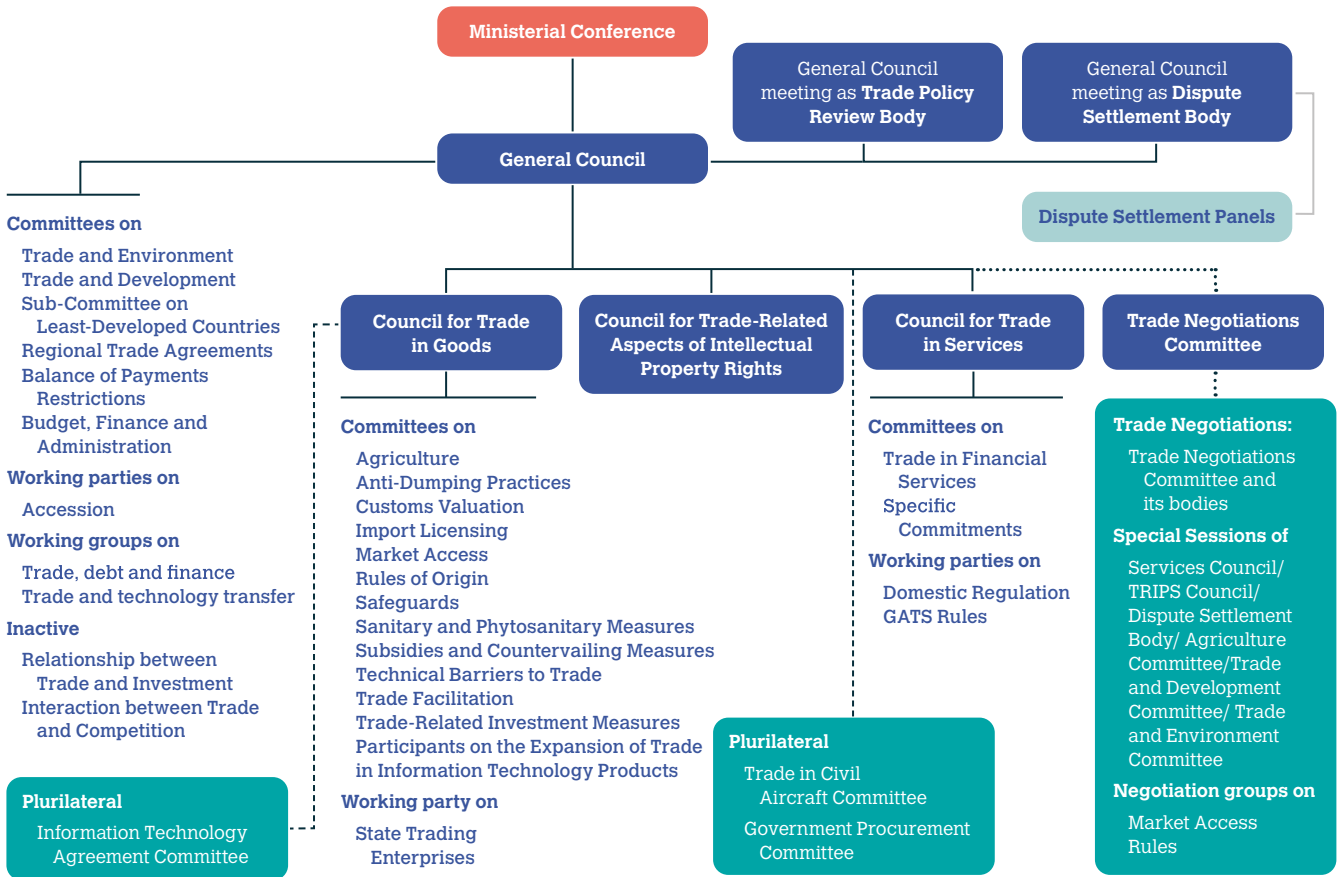 Ministerial Conference
General Council
meeting as Trade Policy
Review Body
General Council
meeting as Dispute
Settlement Body
General Council
Dispute Settlement Panels
Committees on
Trade and Environment
Trade and Development
Sub-Committee on
Least-Developed Countries
Regional Trade Agreements
Balance of Payments
Restrictions
Budget, Finance and
Administration
Working parties on
Accession
Working groups on
Trade, debt and finance
Trade and technology transfer
Inactive
Relationship between
Trade and Investment
Interaction between Trade
and Competition
Plurilateral
Information Technology
Agreement Committee
Council for Trade
in Goods
Committees on
Agriculture
Anti-Dumping Practices
Customs Valuation
Import Licensing
Market Access
Rules of Origin
Safeguards
Sanitary and Phytosanitary Measures
Subsidies and Countervailing Measures
Technical Barriers to Trade
Trade Facilitation
Trade-Related Investment Measures
Participants on the Expansion of Trade
in Information Technology Products
Working party on
State Trading
Enterprises
Council for Trade-Related
Aspects of Intellectual
Property Rights
Plurilateral
Trade in Civil
Aircraft Committee
Government Procurement
Committee
Council for Trade
in Services
Committees on
Trade in Financial
Services
Specific
Commitments
Working parties on
Domestic Regulation
GATS Rules
Trade Negotiations
Committee
Trade Negotiations:
Trade Negotiations
Committee and
its bodies
Special Sessions of
Services Council/
TRIPS Council/
Dispute Settlement
Body/ Agriculture
Committee/Trade
and Development
Committee/ Trade
and Environment
Committee
Negotiation groups on
Market Access
Rules